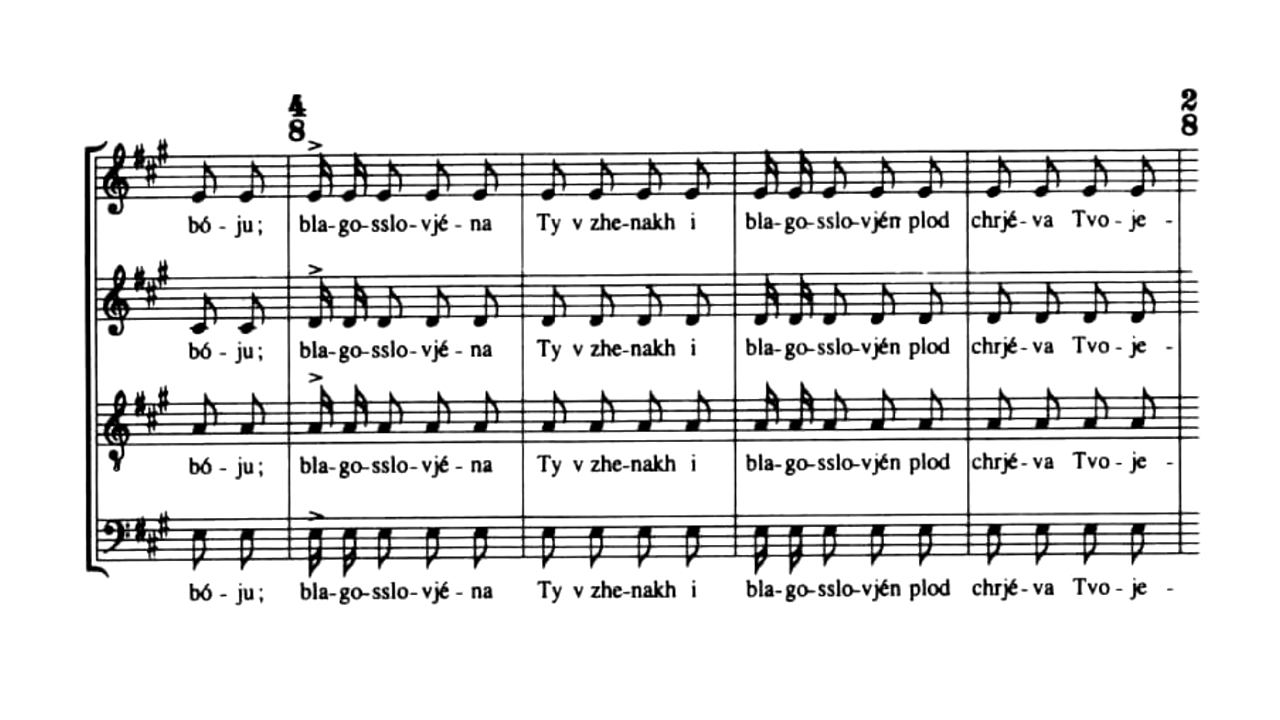 4 2
8 8
bó - ju; bla-go-sslo-vjé - na Ty v zhe-nakh i bla-go-sslo-vjén plod chrjé-va Tvo-je -
bó - ju; bla-go-sslo-vjé - na Ty v zhe-nakh i bla-go-sslo-vjén plod chrjé-va Tvo-je -
8
bó - ju; bla-go-sslo-vjé - na Ty v zhe-nakh i bla-go-sslo-vjén plod chrjé-va Tvo-je -
bó - ju; bla-go-sslo-vjé - na Ty v zhe-nakh i bla-go-sslo-vjén plod chrjé-va Tvo-je -